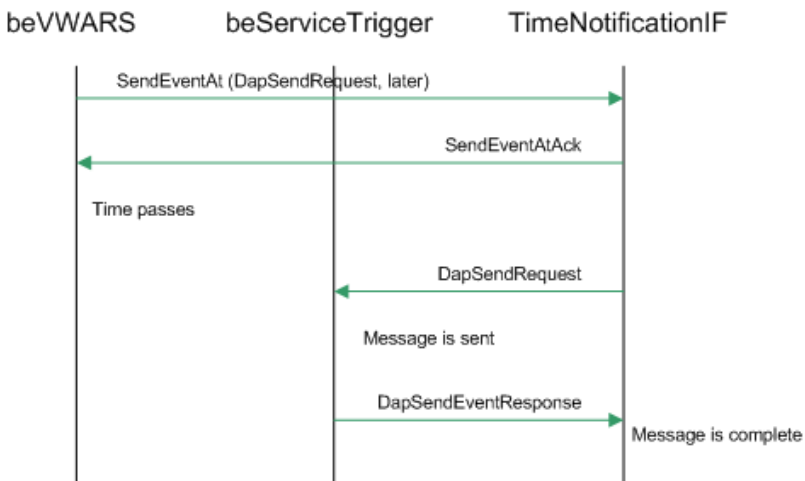 beVWARS beServiceTrigger TimeNotificationIF
SendEventAt (DapSendRequest, later)
SendEventAtAck
Time passes
DapSendRequest
Message is sent
DapSendEventResponse
Message is complete